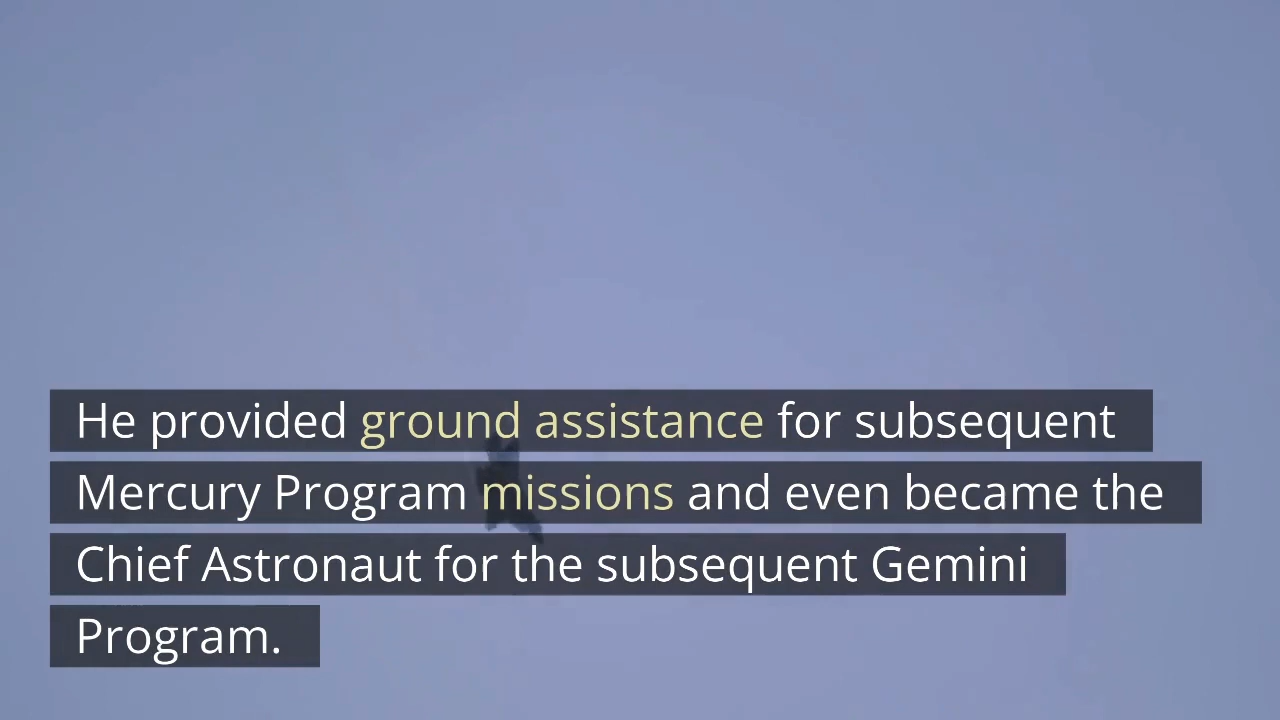 He provided ground assistance for subsequent
Mercury Program missions and even became the
Chief Astronaut for the subsequent Gemini
Program.